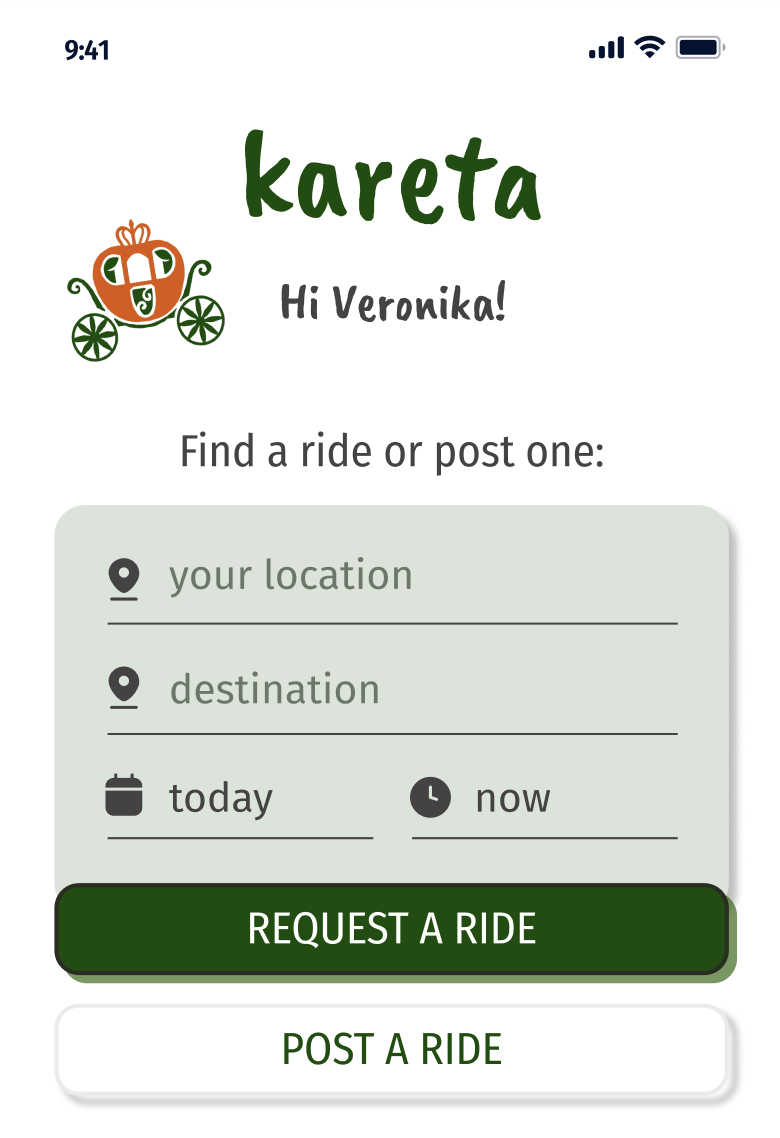 9:41
kareta
Hi Veronika!
Find a ride or post one:
your location
destination
today now
REQUEST A RIDE
POST A RIDE